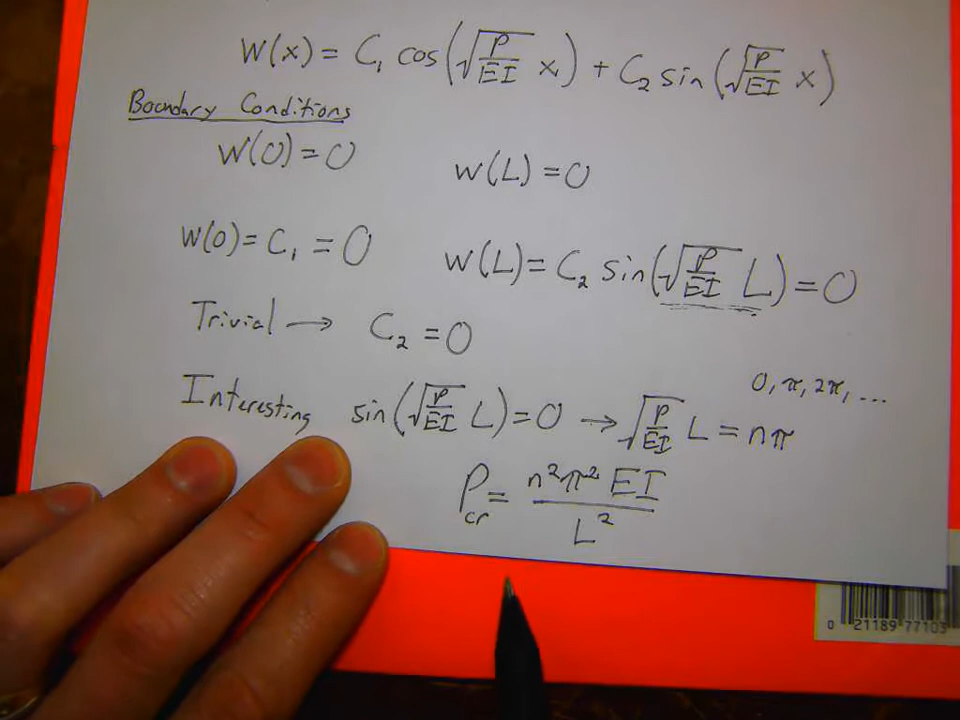 W(x) = C₁ cos(√(P/EI) x) + C₂ sin(√(P/EI) x)
Boundary Conditions
W(0) = 0
w(L) = 0
w(0) = C₁ = 0
w(L) = C₂ sin(√(P/EI) L) = 0
Trivial → C₂ = 0
0, π, 2π, ...
Interesting sin(√(P/EI) L) = 0 → √(P/EI) L = nπ
P_cr = n²π² EI / L²
0 21189 77103